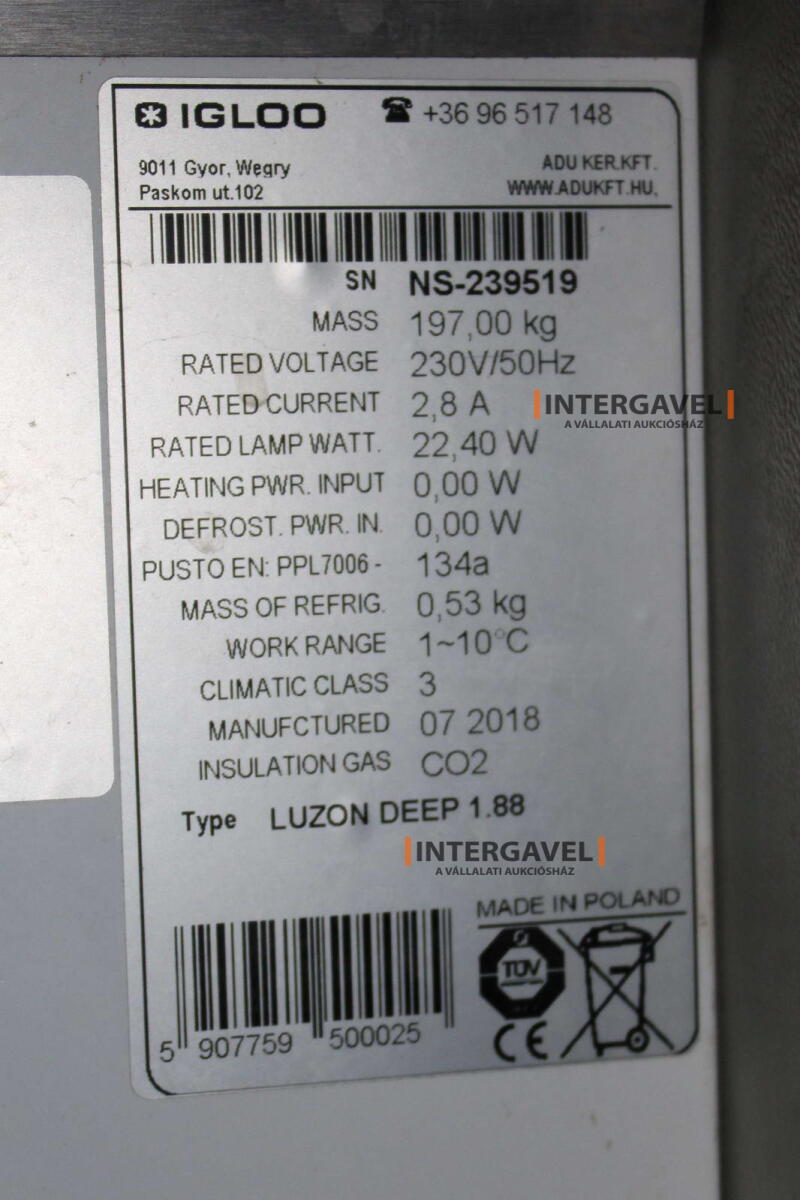 IGLOO ☎ +36 96 517 148
9011 Gyor, Węgry ADU KER.KFT.
Paskom ut.102 WWW.ADUKFT.HU,
SN NS-239519
MASS 197,00 kg
RATED VOLTAGE 230V/50Hz
RATED CURRENT 2,8 A
|INTERGAVEL|
A VÁLLALATI AUKCIÓSHÁZ
RATED LAMP WATT. 22,40 W
HEATING PWR. INPUT 0,00 W
DEFROST. PWR. IN. 0,00 W
PUSTO EN: PPL7006 - 134a
MASS OF REFRIG. 0,53 kg
WORK RANGE 1~10°C
CLIMATIC CLASS 3
MANUFCTURED 07 2018
INSULATION GAS CO2
Type LUZON DEEP 1.88
|INTERGAVEL|
A VÁLLALATI AUKCIÓSHÁZ
MADE IN POLAND
TÜV
CE
5 907759 500025